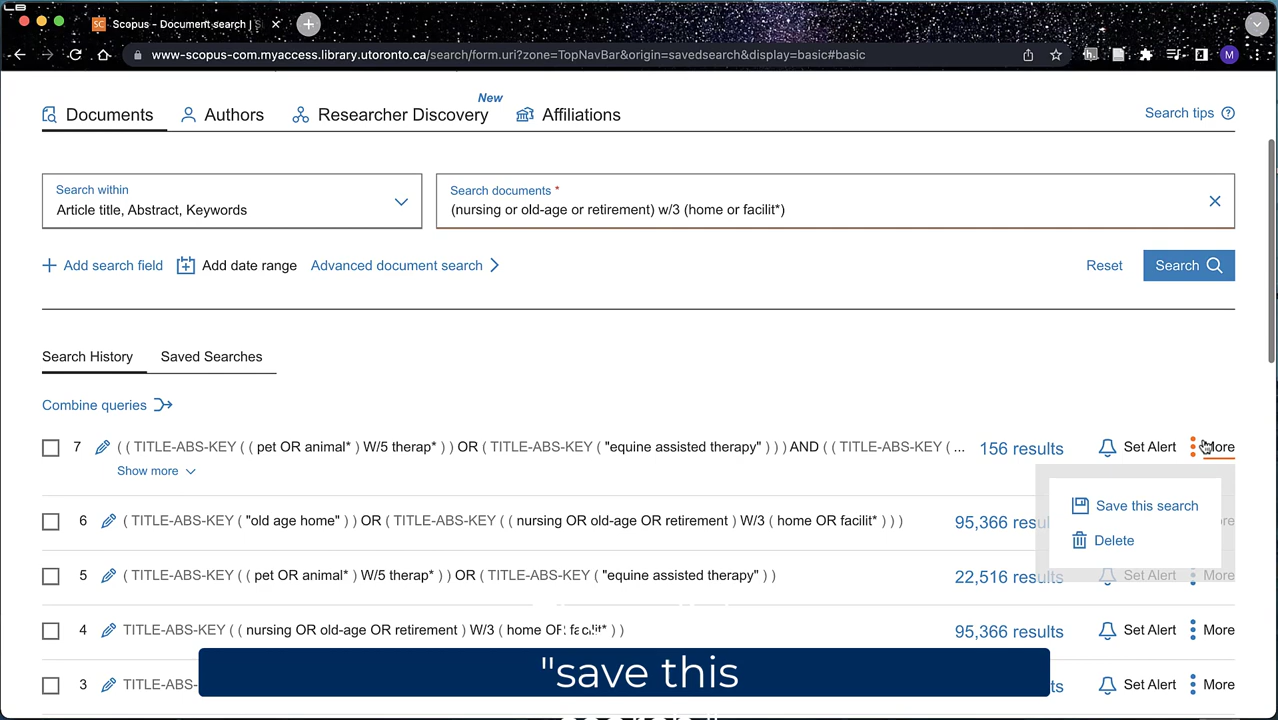 Scopus - Document search | S
www-scopus-com.myaccess.library.utoronto.ca/search/form.uri?zone=TopNavBar&origin=savedsearch&display=basic#basic
M
New
Documents Authors Researcher Discovery Affiliations
Search tips
Search within
Article title, Abstract, Keywords
Search documents *
(nursing or old-age or retirement) w/3 (home or facilit*)
Add search field Add date range Advanced document search
Reset Search
Search History Saved Searches
Combine queries
7 ( ( TITLE-ABS-KEY ( ( pet OR animal* ) W/5 therap* ) ) OR ( TITLE-ABS-KEY ( "equine assisted therapy" ) ) ) AND ( ( TITLE-ABS-KEY ( ... 156 results Set Alert More
Show more
Save this search
Delete
6 ( TITLE-ABS-KEY ( "old age home" ) ) OR ( TITLE-ABS-KEY ( ( nursing OR old-age OR retirement ) W/3 ( home OR facilit* ) ) ) 95,366 resu
5 ( TITLE-ABS-KEY ( ( pet OR animal* ) W/5 therap* ) ) OR ( TITLE-ABS-KEY ( "equine assisted therapy" ) ) 22,516 results Set Alert More
4 TITLE-ABS-KEY ( ( nursing OR old-age OR retirement ) W/3 ( home OR facilit* ) ) 95,366 results Set Alert More
3 TITLE-ABS- ts Set Alert More
"save this